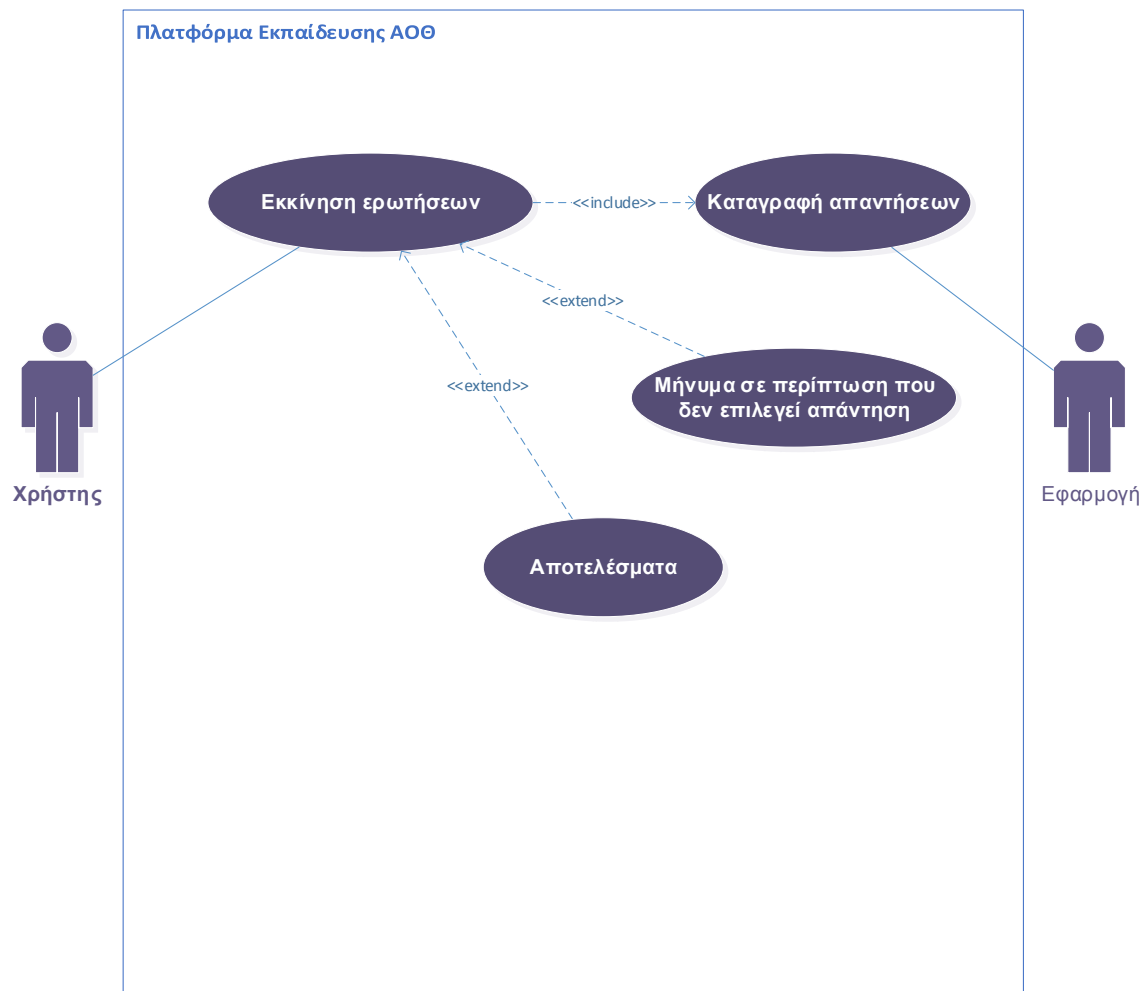 Πλατφόρμα Εκπαίδευσης ΑΟΘ
Εκκίνηση ερωτήσεων
<<include>>
Καταγραφή απαντήσεων
<<extend>>
<<extend>>
Μήνυμα σε περίπτωση που
δεν επιλεγεί απάντηση
Χρήστης
Εφαρμογή
Αποτελέσματα